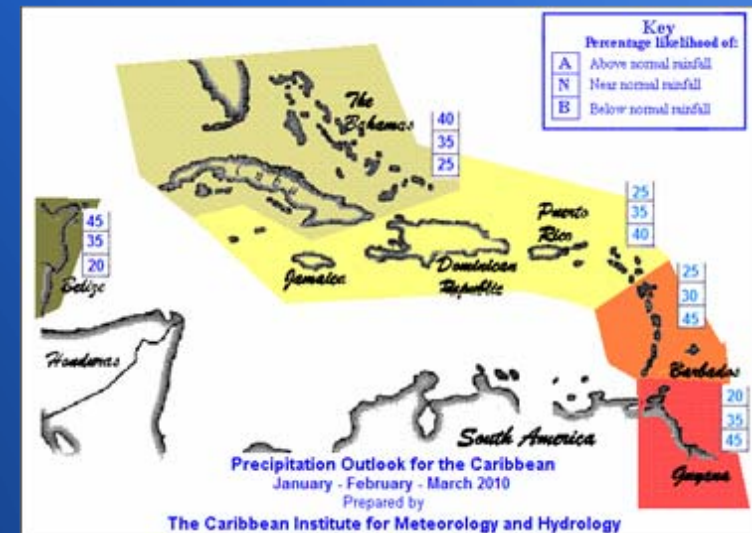 Key
Percentage likelihood of:
A Above normal rainfall
N Near normal rainfall
B Below normal rainfall
The
Bahamas
40
35
25
Cuba
25
35
40
Puerto
Rico
45
35
20
Belize
Jamaica
Dominican
Republic
25
30
45
Barbados
Honduras
20
35
45
South America
Guyana
Precipitation Outlook for the Caribbean
January - February - March 2010
Prepared by
The Caribbean Institute for Meteorology and Hydrology